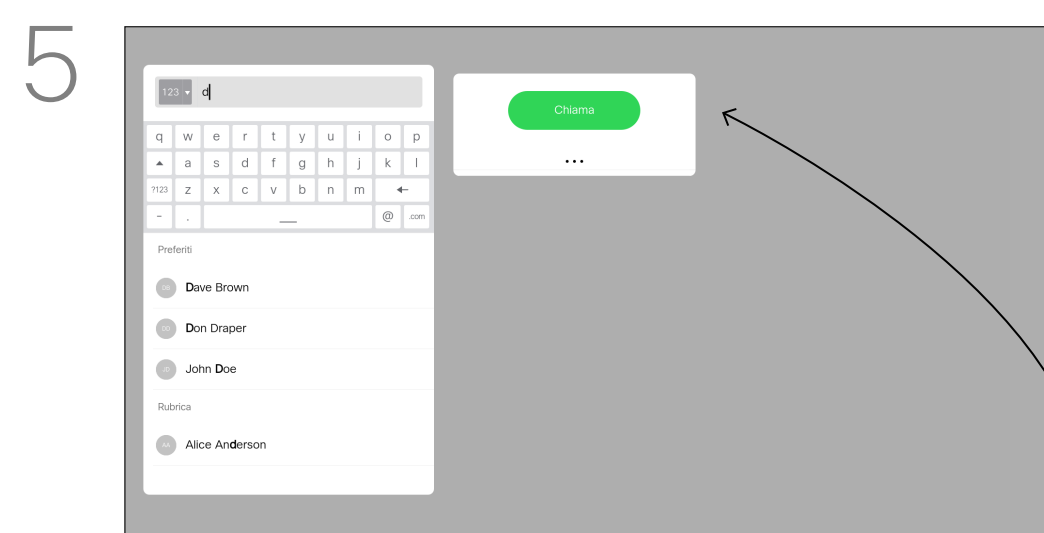 5
123 d
Chiama
...
q w e r t y u i o p
a s d f g h j k l
?123 z x c v b n m
- . @ .com
Preferiti
DB Dave Brown
DD Don Draper
JD John Doe
Rubrica
AA Alice Anderson